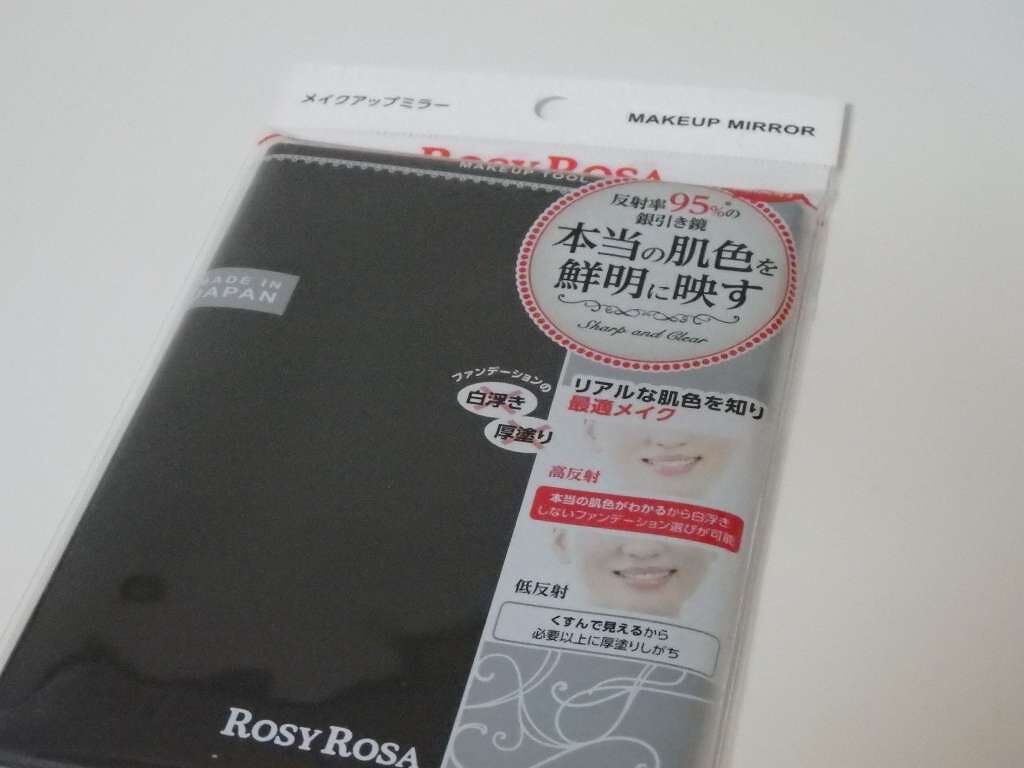 メイクアップミラー
MAKEUP MIRROR
ROSY ROSA
MAKEUP TOOL
MADE IN
JAPAN
反射率95%*の
銀引き鏡
本当の肌色を
鮮明に映す
Sharp and Clear
ファンデーションの
白浮き
厚塗り
リアルな肌色を知り
最適メイク
高反射
本当の肌色がわかるから白浮き
しないファンデーション選びが可能
低反射
くすんで見えるから
必要以上に厚塗りしがち
ROSY ROSA